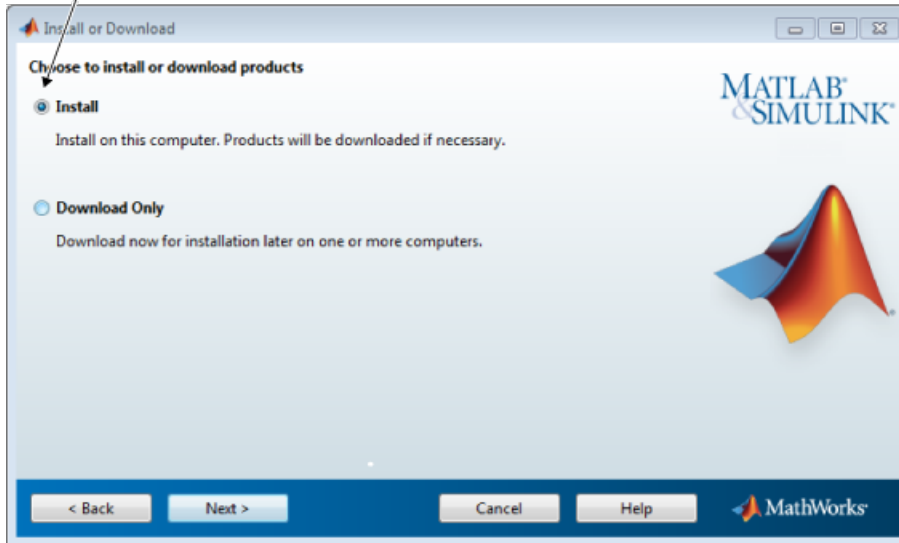 Install or Download
Choose to install or download products
Install
Install on this computer. Products will be downloaded if necessary.
Download Only
Download now for installation later on one or more computers.
MATLAB®
&SIMULINK®
< Back
Next >
Cancel
Help
MathWorks®